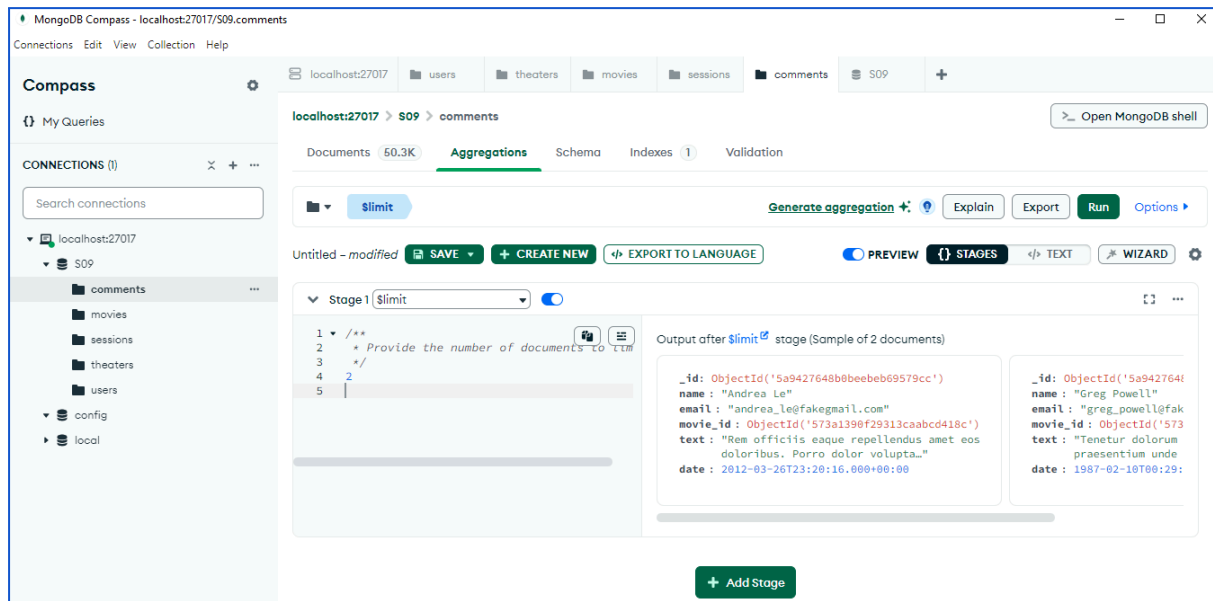 MongoDB Compass - localhost:27017/S09.comments
Connections Edit View Collection Help
Compass
{} My Queries
CONNECTIONS (1)
Search connections
localhost:27017
S09
comments
movies
sessions
theaters
users
config
local
localhost:27017 users theaters movies sessions comments S09
localhost:27017 > S09 > comments
>_ Open MongoDB shell
Documents 50.3K Aggregations Schema Indexes 1 Validation
$limit
Generate aggregation Explain Export Run Options
Untitled – modified SAVE + CREATE NEW </> EXPORT TO LANGUAGE PREVIEW {} STAGES </> TEXT WIZARD
Stage 1 $limit
1 /**
2 * Provide the number of documents to lim
3 */
4 2
5
Output after $limit stage (Sample of 2 documents)
_id: ObjectId('5a9427648b0beebeb69579cc')
name : "Andrea Le"
email : "andrea_le@fakegmail.com"
movie_id : ObjectId('573a1390f29313caabcd418c')
text : "Rem officiis eaque repellendus amet eos
doloribus. Porro dolor volupta…"
date : 2012-03-26T23:20:16.000+00:00
_id: ObjectId('5a9427648
name : "Greg Powell"
email : "greg_powell@fak
movie_id : ObjectId('573
text : "Tenetur dolorum
praesentium unde
date : 1987-02-10T00:29:
+ Add Stage